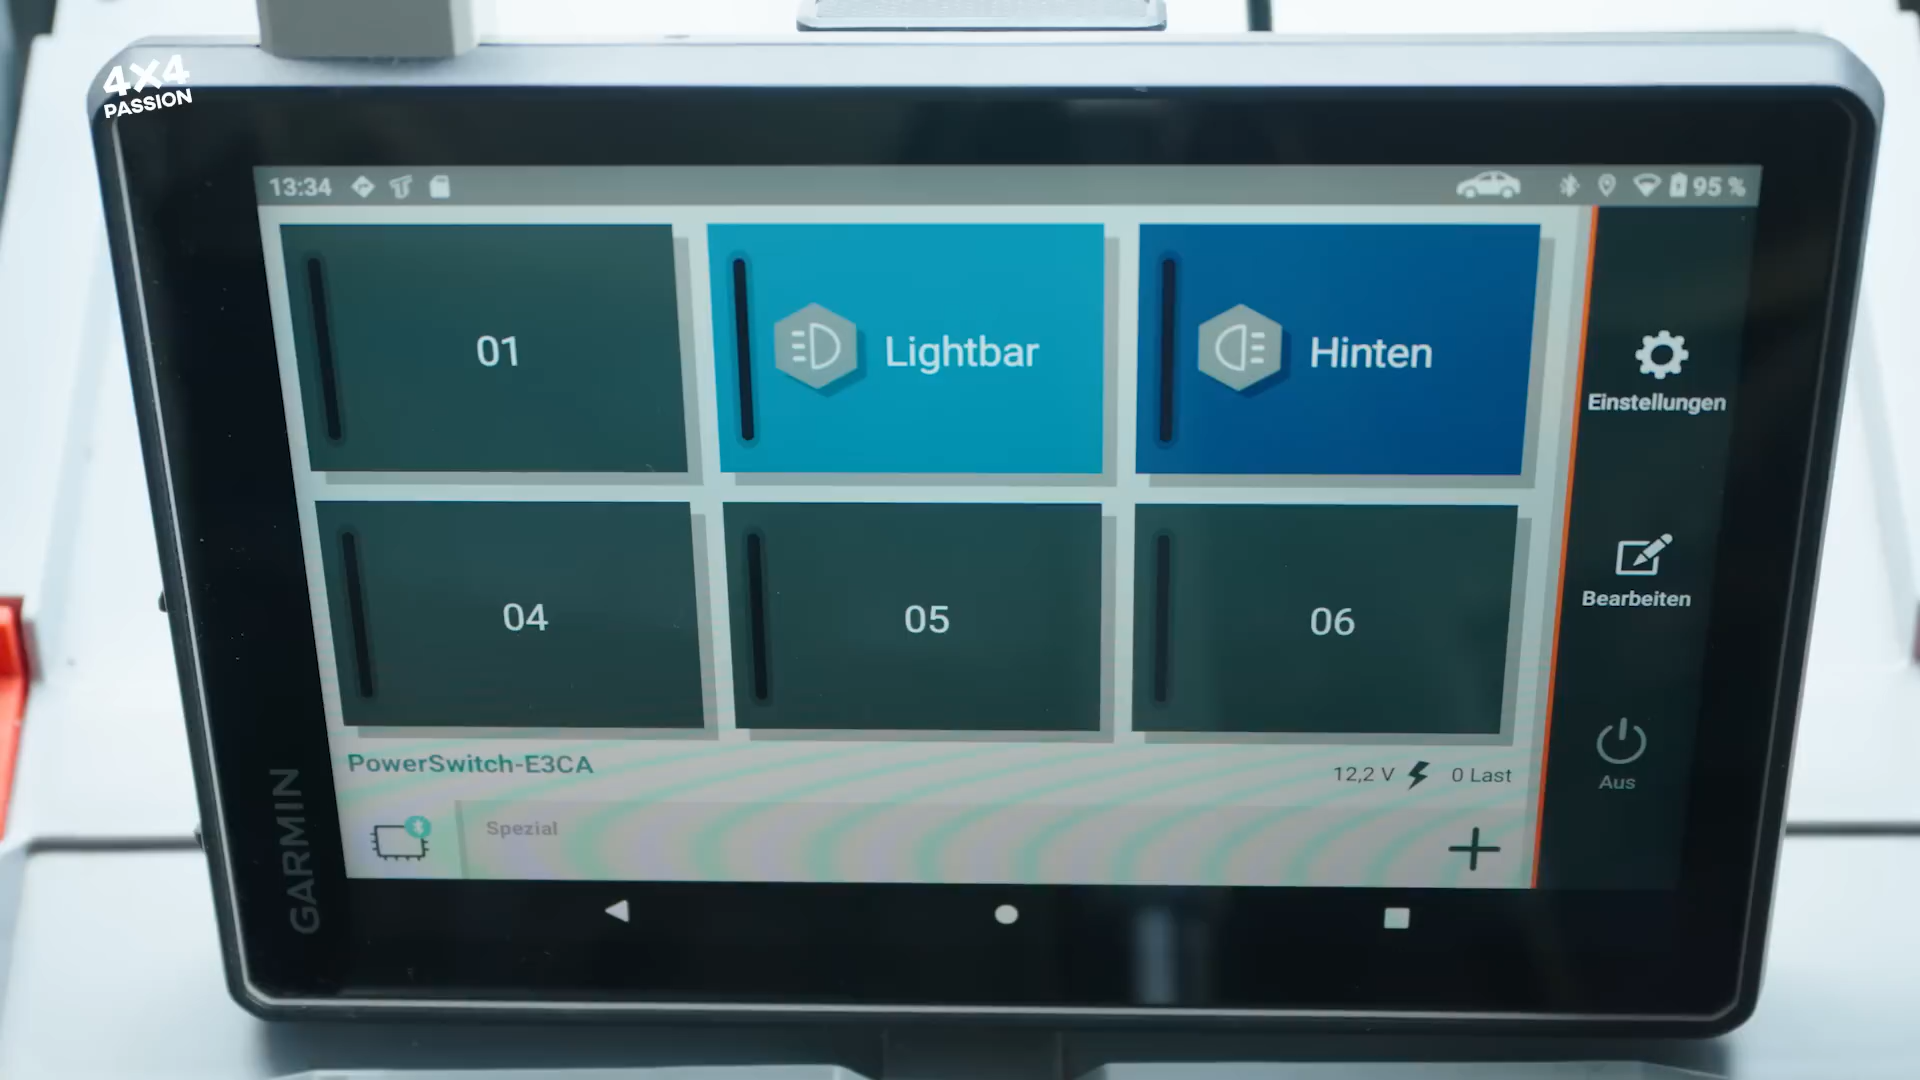 4X4
PASSION
13:34
95 %
01
Lightbar
Hinten
Einstellungen
04
05
06
Bearbeiten
PowerSwitch-E3CA
12,2 V
0 Last
Aus
Spezial
GARMIN